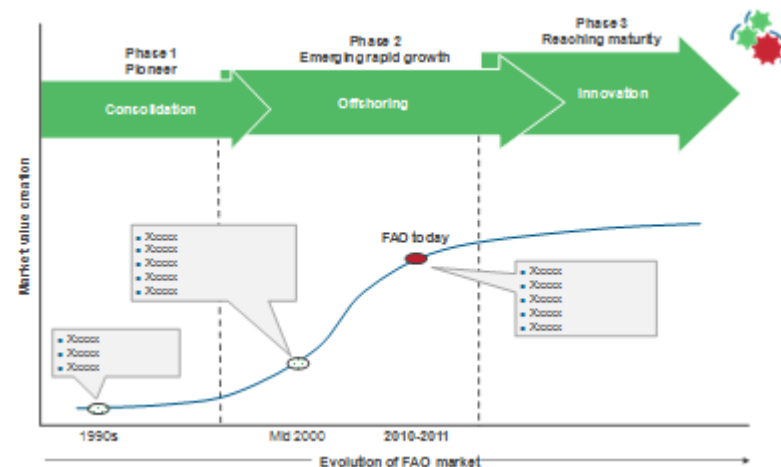 Phase 1
Pioneer
Phase 2
Emerging rapid growth
Phase 3
Reaching maturity
Consolidation
Offshoring
Innovation
Market value creation
Xxxxx
Xxxxx
Xxxxx
Xxxxx
Xxxxx
FAO today
Xxxxx
Xxxxx
Xxxxx
Xxxxx
Xxxxx
Xxxxx
Xxxxx
Xxxxx
1990s
Mid 2000
2010-2011
Evolution of FAO market